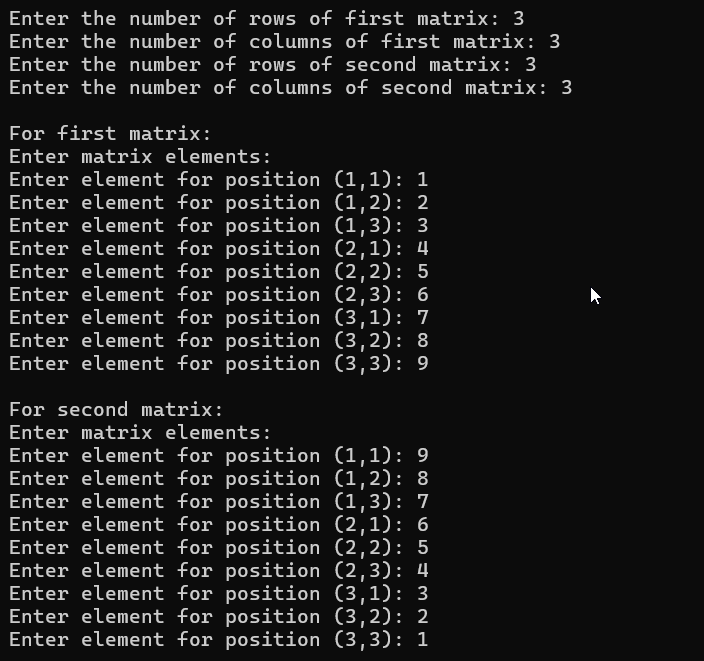 Enter the number of rows of first matrix: 3
Enter the number of columns of first matrix: 3
Enter the number of rows of second matrix: 3
Enter the number of columns of second matrix: 3
For first matrix:
Enter matrix elements:
Enter element for position (1,1): 1
Enter element for position (1,2): 2
Enter element for position (1,3): 3
Enter element for position (2,1): 4
Enter element for position (2,2): 5
Enter element for position (2,3): 6
Enter element for position (3,1): 7
Enter element for position (3,2): 8
Enter element for position (3,3): 9
For second matrix:
Enter matrix elements:
Enter element for position (1,1): 9
Enter element for position (1,2): 8
Enter element for position (1,3): 7
Enter element for position (2,1): 6
Enter element for position (2,2): 5
Enter element for position (2,3): 4
Enter element for position (3,1): 3
Enter element for position (3,2): 2
Enter element for position (3,3): 1